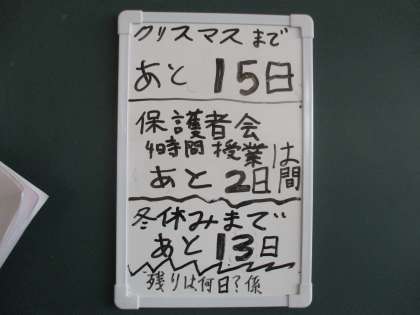 クリスマスまで
あと 15日
保護者会
4時間授業は
あと 2日間
冬休みまで
あと 13日
残りは何日?係